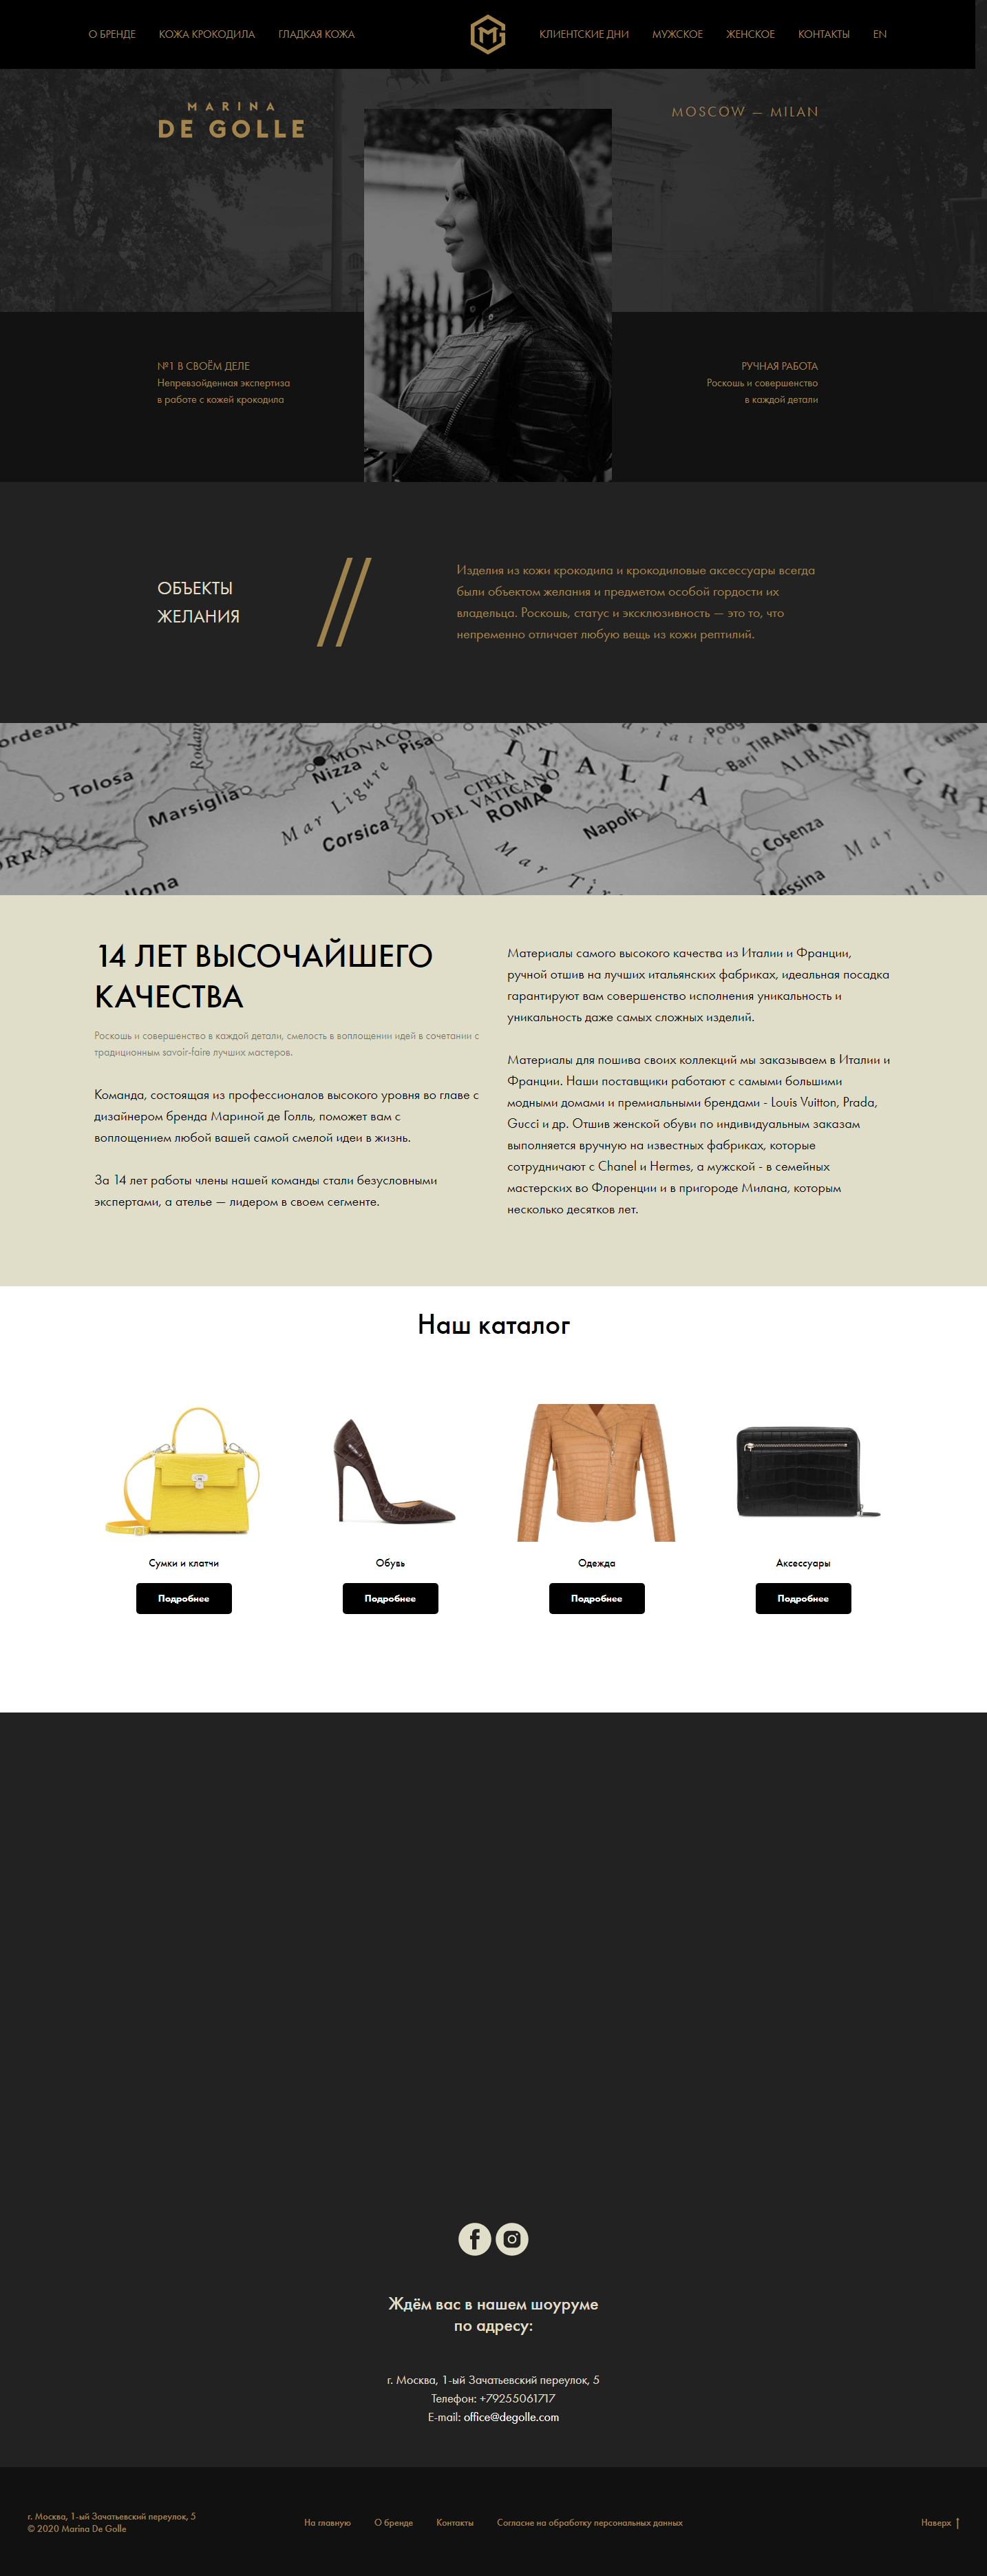 О БРЕНДЕ КОЖА КРОКОДИЛА ГЛАДКАЯ КОЖА КЛИЕНТСКИЕ ДНИ МУЖСКОЕ ЖЕНСКОЕ КОНТАКТЫ EN
MARINA
DE GOLLE
MOSCOW — MILAN
№1 В СВОЁМ ДЕЛЕ
Непревзойденная экспертиза
в работе с кожей крокодила
РУЧНАЯ РАБОТА
Роскошь и совершенство
в каждой детали
ОБЪЕКТЫ
ЖЕЛАНИЯ
Изделия из кожи крокодила и крокодиловые аксессуары всегда
были объектом желания и предметом особой гордости их
владельца. Роскошь, статус и эксклюзивность — это то, что
непременно отличает любую вещь из кожи рептилий.
Tolosa
Marsiglia
MONACO
Nizza
Pisa
Mar Ligure
Corsica
ITALIA
CITTÀ
DEL VATICANO
ROMA
Napoli
Bari
TIRANA
ALBANIA
Cosenza
Messina
Mar
14 ЛЕТ ВЫСОЧАЙШЕГО
КАЧЕСТВА
Роскошь и совершенство в каждой детали, смелость в воплощении идей в сочетании с
традиционным savoir-faire лучших мастеров.
Команда, состоящая из профессионалов высокого уровня во главе с
дизайнером бренда Мариной де Голль, поможет вам с
воплощением любой вашей самой смелой идеи в жизнь.
За 14 лет работы члены нашей команды стали безусловными
экспертами, а ателье — лидером в своем сегменте.
Материалы самого высокого качества из Италии и Франции,
ручной отшив на лучших итальянских фабриках, идеальная посадка
гарантируют вам совершенство исполнения уникальность и
уникальность даже самых сложных изделий.
Материалы для пошива своих коллекций мы заказываем в Италии и
Франции. Наши поставщики работают с самыми большими
модными домами и премиальными брендами - Louis Vuitton, Prada,
Gucci и др. Отшив женской обуви по индивидуальным заказам
выполняется вручную на известных фабриках, которые
сотрудничают с Chanel и Hermes, а мужской - в семейных
мастерских во Флоренции и в пригороде Милана, которым
несколько десятков лет.
Наш каталог
Сумки и клатчи
Подробнее
Обувь
Подробнее
Одежда
Подробнее
Аксессуары
Подробнее
Ждём вас в нашем шоуруме
по адресу:
г. Москва, 1-ый Зачатьевский переулок, 5
Телефон: +79255061717
E-mail: office@degolle.com
г. Москва, 1-ый Зачатьевский переулок, 5
© 2020 Marina De Golle
На главную О бренде Контакты Согласие на обработку персональных данных
Наверх